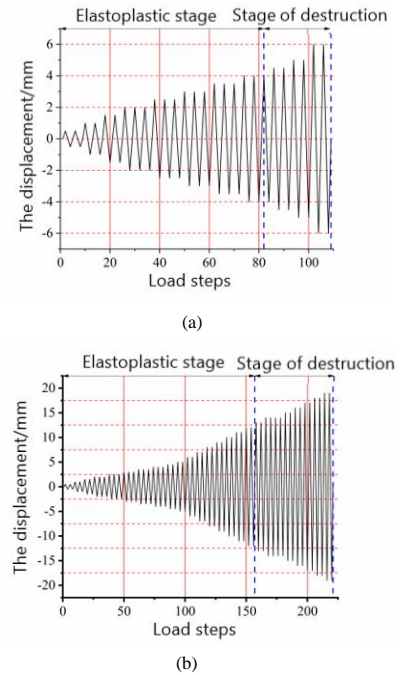 Elastoplastic stage Stage of destruction
6
4
2
0
-2
-4
-6
The displacement/mm
0 20 40 60 80 100
Load steps
(a)
Elastoplastic stage Stage of destruction
20
15
10
5
0
-5
-10
-15
-20
The displacement/mm
0 50 100 150 200
Load steps
(b)